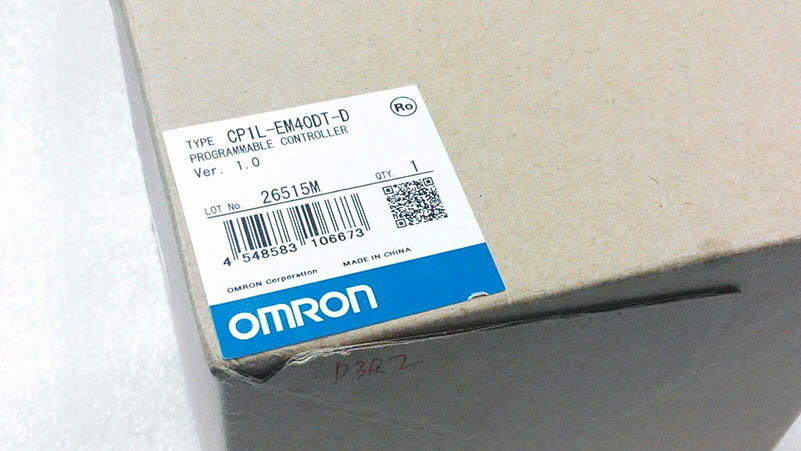 Ro
TYPE CP1L-EM40DT-D
PROGRAMMABLE CONTROLLER
Ver. 1.0
LOT No. 26515M QTY. 1
4 548583 106673
OMRON Corporation MADE IN CHINA
OMRON
D3R2